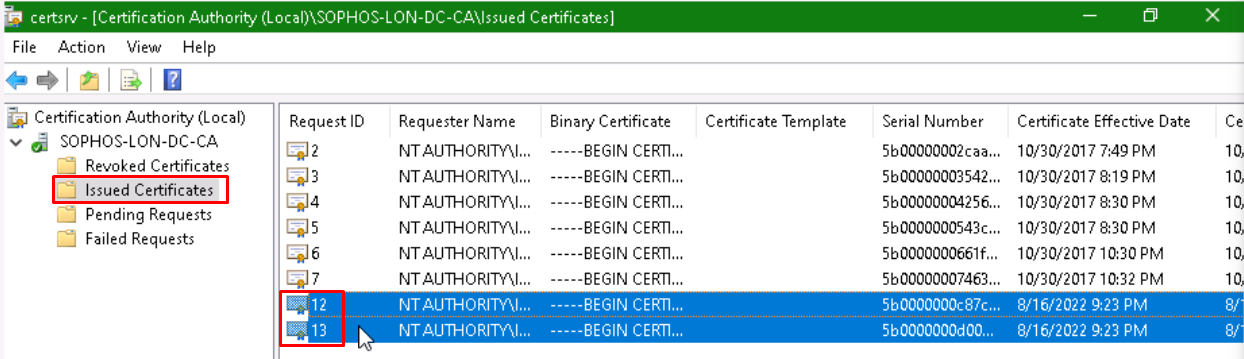 certsrv - [Certification Authority (Local)\SOPHOS-LON-DC-CA\Issued Certificates]
File Action View Help
Certification Authority (Local)
SOPHOS-LON-DC-CA
Revoked Certificates
Issued Certificates
Pending Requests
Failed Requests
Request ID Requester Name Binary Certificate Certificate Template Serial Number Certificate Effective Date Ce
2 NT AUTHORITY\I... -----BEGIN CERTI... 5b00000002caa... 10/30/2017 7:49 PM 10,
3 NT AUTHORITY\I... -----BEGIN CERTI... 5b00000003542... 10/30/2017 8:19 PM 10,
4 NT AUTHORITY\I... -----BEGIN CERTI... 5b00000004256... 10/30/2017 8:30 PM 10,
5 NT AUTHORITY\I... -----BEGIN CERTI... 5b0000000543c... 10/30/2017 8:30 PM 10,
6 NT AUTHORITY\I... -----BEGIN CERTI... 5b0000000661f... 10/30/2017 10:30 PM 10,
7 NT AUTHORITY\I... -----BEGIN CERTI... 5b00000007463... 10/30/2017 10:32 PM 10,
12 NT AUTHORITY\I... -----BEGIN CERTI... 5b0000000c87c... 8/16/2022 9:23 PM 8/
13 NT AUTHORITY\I... -----BEGIN CERTI... 5b0000000d00... 8/16/2022 9:23 PM 8/